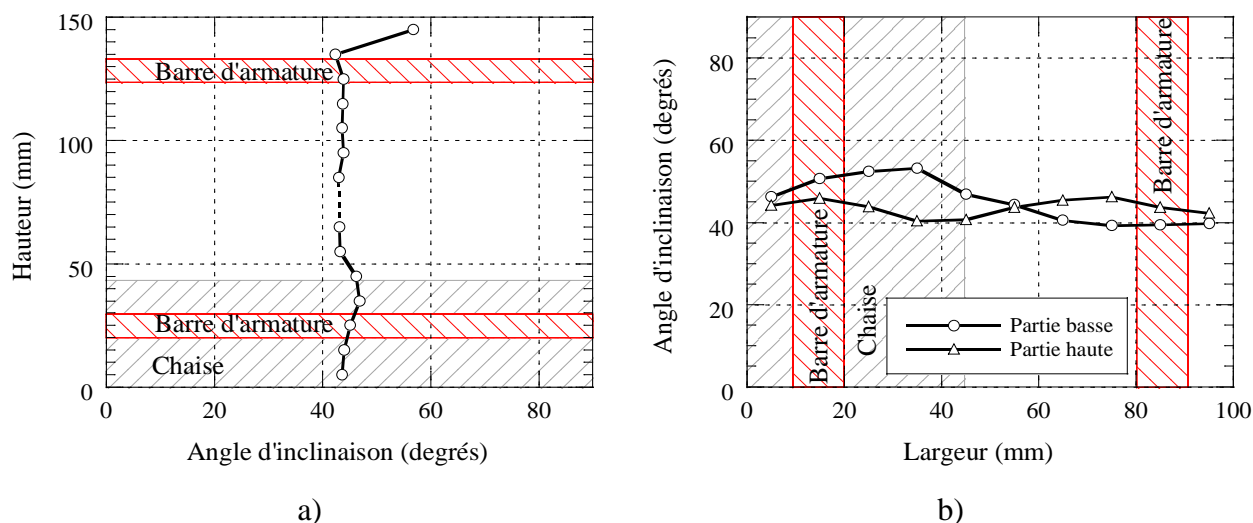 150
100
50
0
Hauteur (mm)
Barre d'armature
Barre d'armature
Chaise
0 20 40 60 80
Angle d'inclinaison (degrés)
a)
80
60
40
20
0
Angle d'inclinaison (degrés)
Barre d'armature
Chaise
Barre d'armature
Partie basse
Partie haute
0 20 40 60 80 100
Largeur (mm)
b)